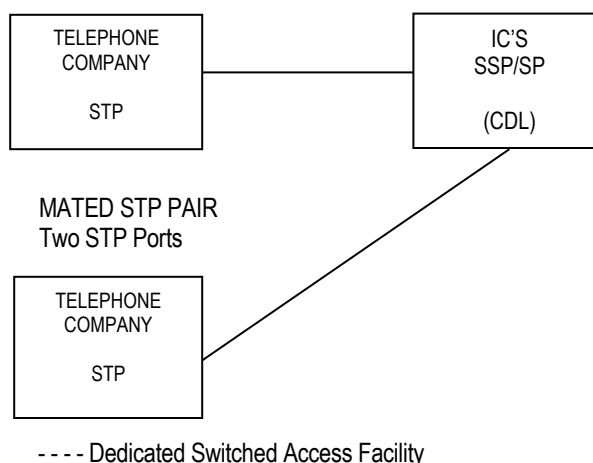 TELEPHONE
COMPANY
STP
IC'S
SSP/SP
(CDL)
MATED STP PAIR
Two STP Ports
TELEPHONE
COMPANY
STP
- - - - Dedicated Switched Access Facility